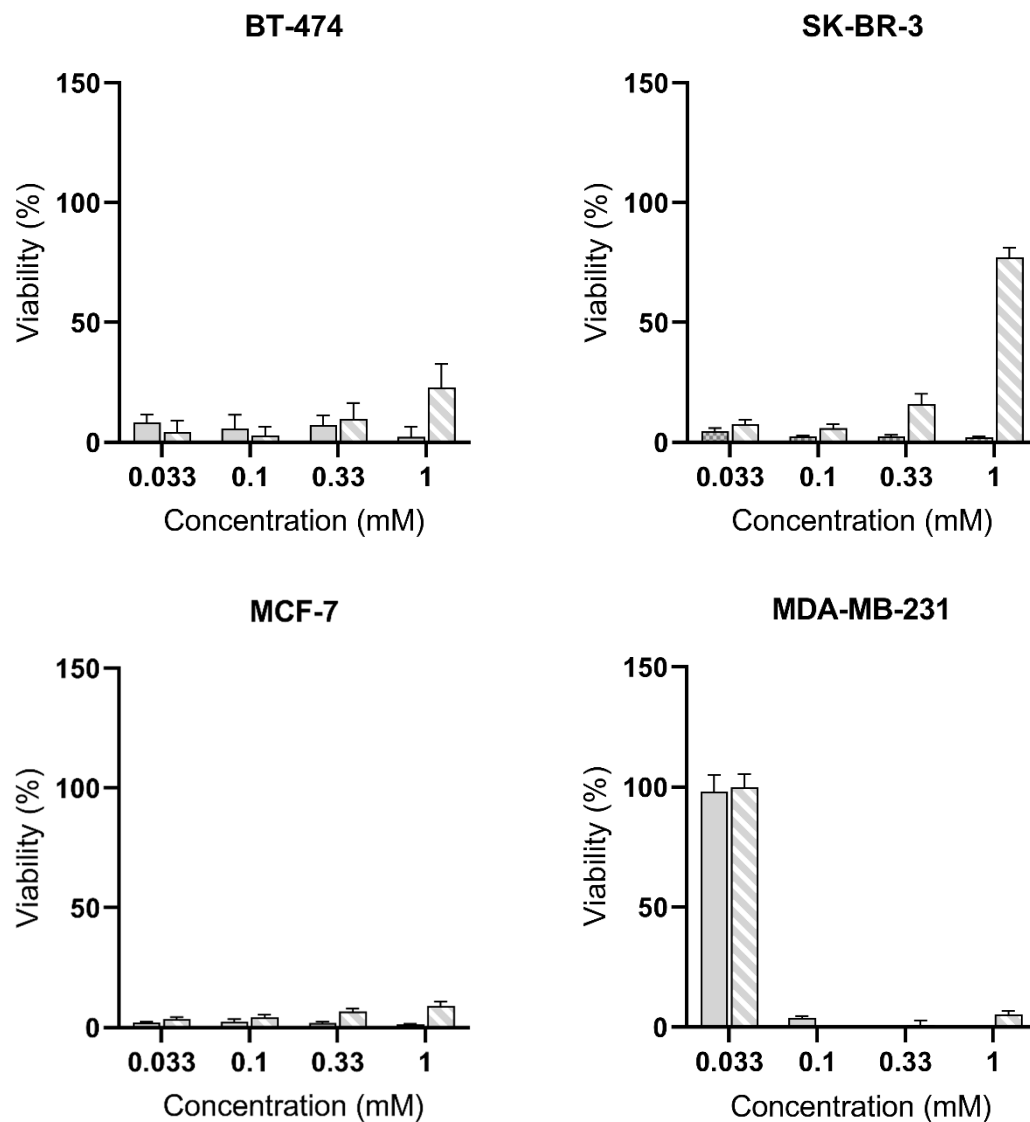 BT-474
150
100
50
0
Viability (%)
0.033 0.1 0.33 1
Concentration (mM)
SK-BR-3
150
100
50
0
Viability (%)
0.033 0.1 0.33 1
Concentration (mM)
MCF-7
150
100
50
0
Viability (%)
0.033 0.1 0.33 1
Concentration (mM)
MDA-MB-231
150
100
50
0
Viability (%)
0.033 0.1 0.33 1
Concentration (mM)